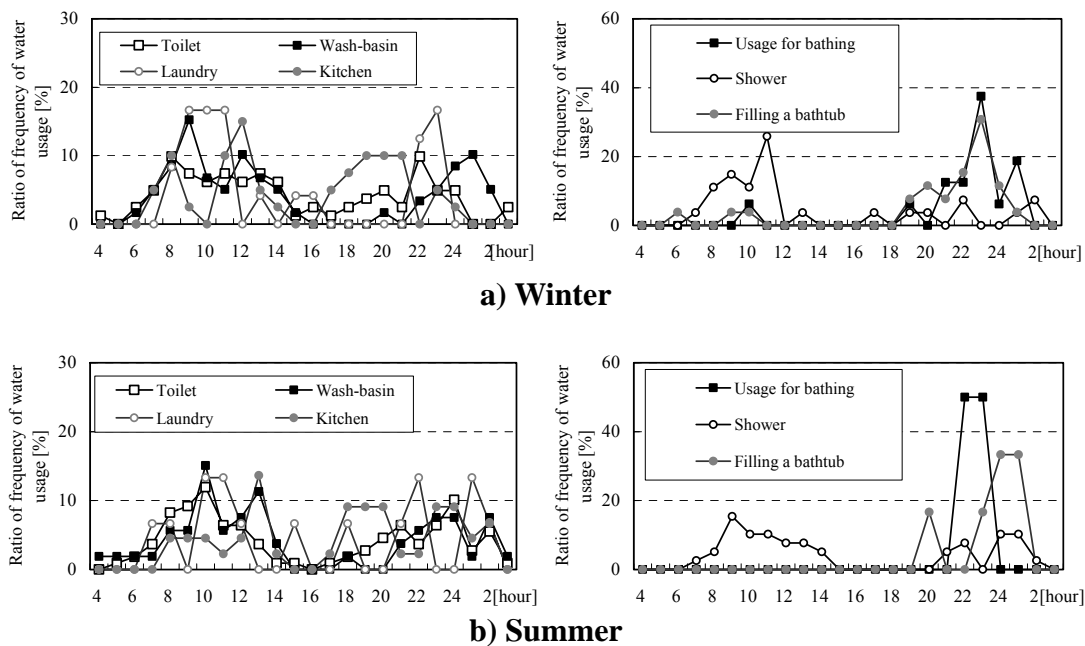 Ratio of frequency of water
usage [%]
30
20
10
0
Toilet
Wash-basin
Laundry
Kitchen
4 6 8 10 12 14 16 18 20 22 24 2[hour]
Ratio of frequency of water
usage [%]
60
40
20
0
Usage for bathing
Shower
Filling a bathtub
4 6 8 10 12 14 16 18 20 22 24 2[hour]
a) Winter
Ratio of frequency of water
usage [%]
30
20
10
0
Toilet
Wash-basin
Laundry
Kitchen
4 6 8 10 12 14 16 18 20 22 24 2[hour]
Ratio of frequency of water
usage [%]
60
40
20
0
Usage for bathing
Shower
Filling a bathtub
4 6 8 10 12 14 16 18 20 22 24 2[hour]
b) Summer